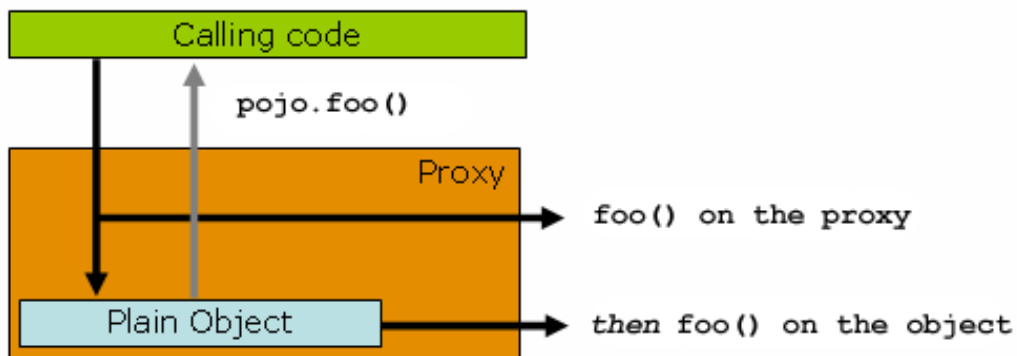 Calling code
pojo.foo()
Proxy
foo() on the proxy
Plain Object
then foo() on the object